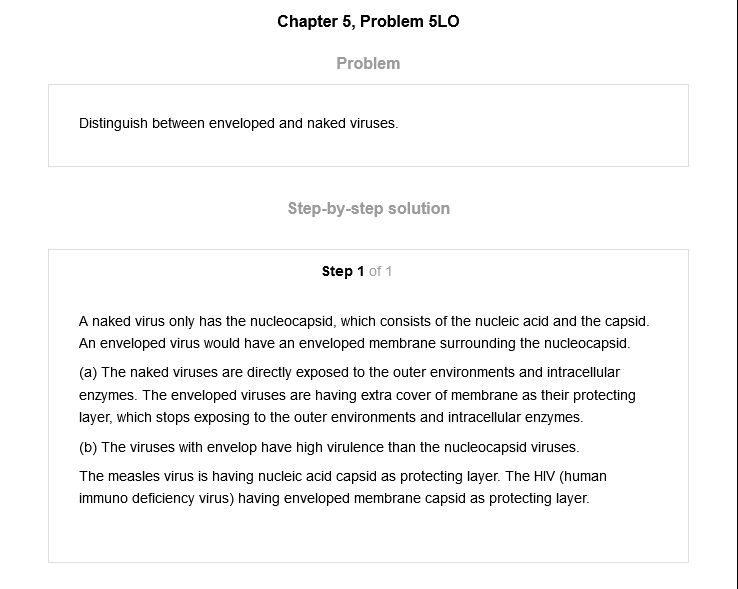 Chapter 5, Problem 5LO
Problem
Distinguish between enveloped and naked viruses.
Step-by-step solution
Step 1 of 1
A naked virus only has the nucleocapsid, which consists of the nucleic acid and the capsid.
An enveloped virus would have an enveloped membrane surrounding the nucleocapsid.
(a) The naked viruses are directly exposed to the outer environments and intracellular
enzymes. The enveloped viruses are having extra cover of membrane as their protecting
layer, which stops exposing to the outer environments and intracellular enzymes.
(b) The viruses with envelop have high virulence than the nucleocapsid viruses.
The measles virus is having nucleic acid capsid as protecting layer. The HIV (human
immuno deficiency virus) having enveloped membrane capsid as protecting layer.